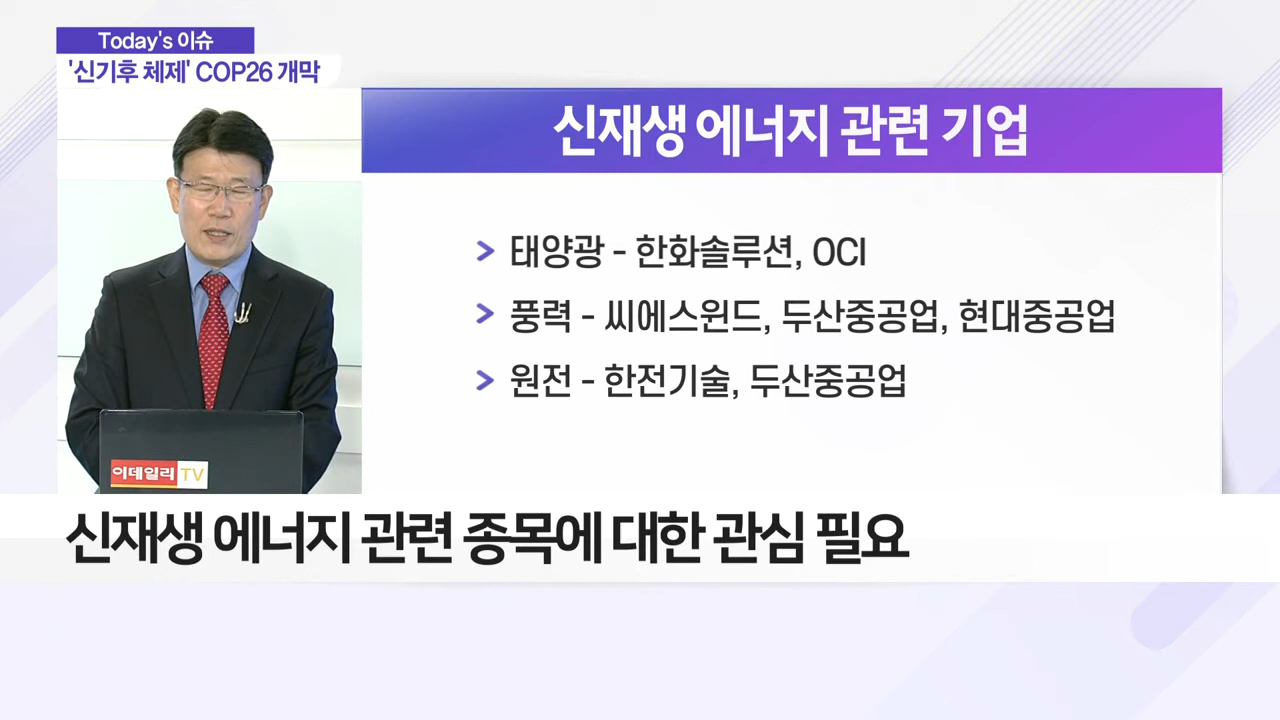 Today's 이슈
'신기후 체제' COP26 개막
신재생 에너지 관련 기업
> 태양광 - 한화솔루션, OCI
> 풍력 - 씨에스윈드, 두산중공업, 현대중공업
> 원전 - 한전기술, 두산중공업
이데일리TV
신재생 에너지 관련 종목에 대한 관심 필요